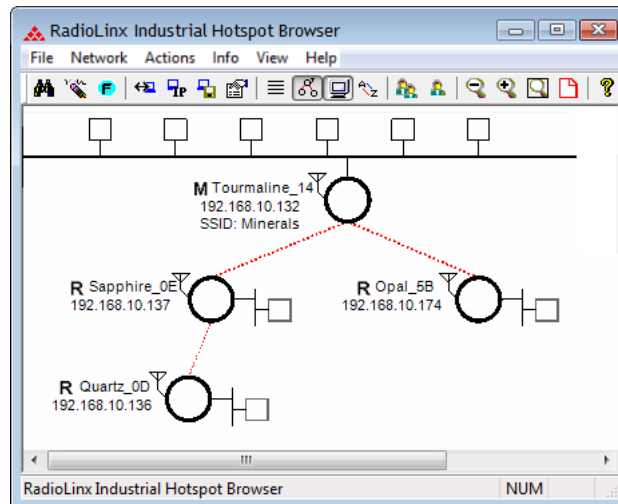 RadioLinx Industrial Hotspot Browser
File Network Actions Info View Help
F IP A Z ?
M Tourmaline_14
192.168.10.132
SSID: Minerals
R Sapphire_0E
192.168.10.137
R Opal_5B
192.168.10.174
R Quartz_0D
192.168.10.136
RadioLinx Industrial Hotspot Browser NUM